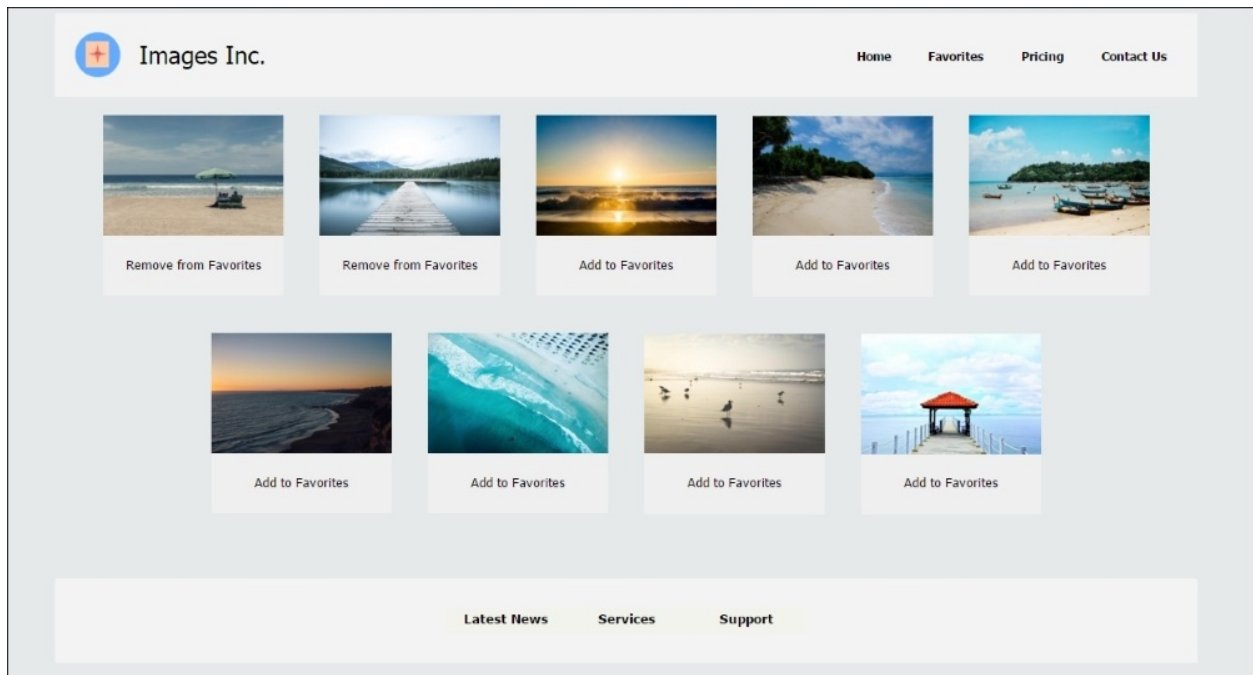 Images Inc.
Home Favorites Pricing Contact Us
Remove from Favorites Remove from Favorites Add to Favorites Add to Favorites Add to Favorites
Add to Favorites Add to Favorites Add to Favorites Add to Favorites
Latest News Services Support